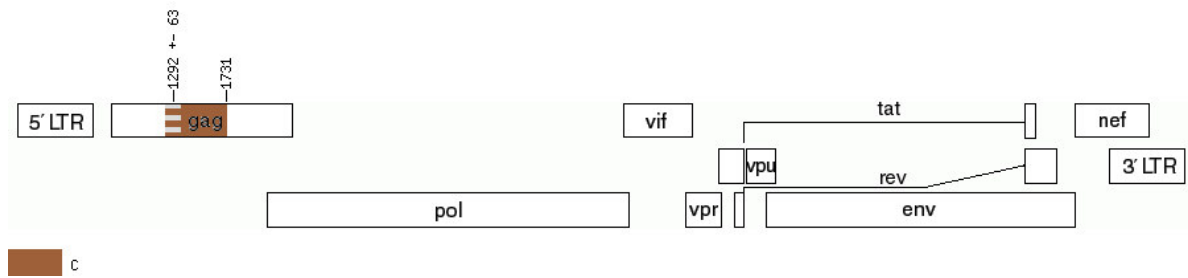 1292 +- 63
1731
5′ LTR
gag
vif
tat
nef
vpu
rev
3′ LTR
pol
vpr
env
C